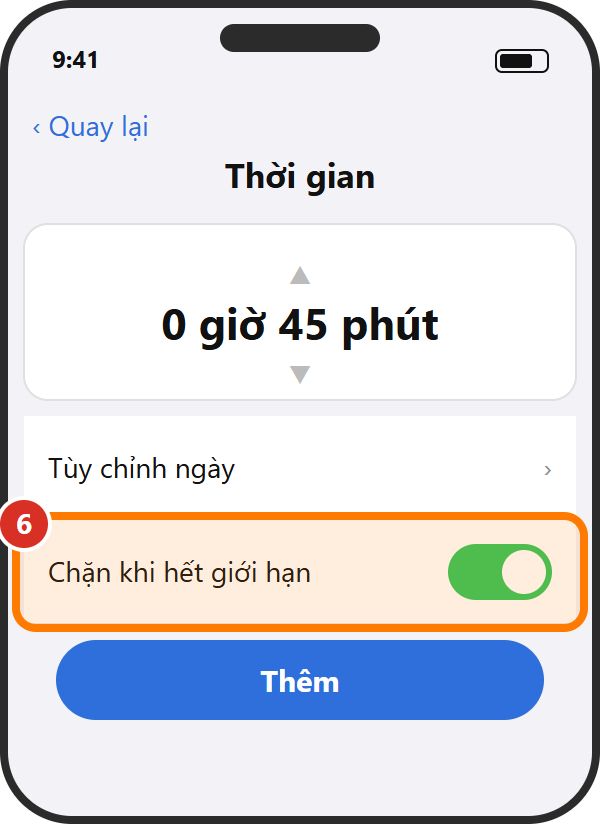 9:41
‹ Quay lại
Thời gian
▲
0 giờ 45 phút
▼
Tùy chỉnh ngày ›
6
Chặn khi hết giới hạn
Thêm